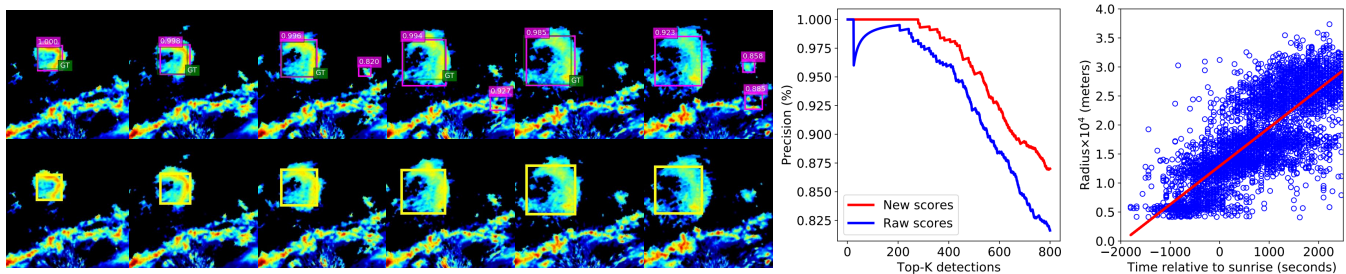 1.000
GT
0.998
GT
0.996
GT
0.820
0.994
GT
0.927
0.985
GT
0.923
0.858
0.885
Precision (%)
1.000
0.975
0.950
0.925
0.900
0.875
0.850
0.825
New scores
Raw scores
0 200 400 600 800
Top-K detections
Radius×10⁴ (meters)
4.0
3.5
3.0
2.5
2.0
1.5
1.0
0.5
0.0
−2000 −1000 0 1000 2000
Time relative to sunrise (seconds)